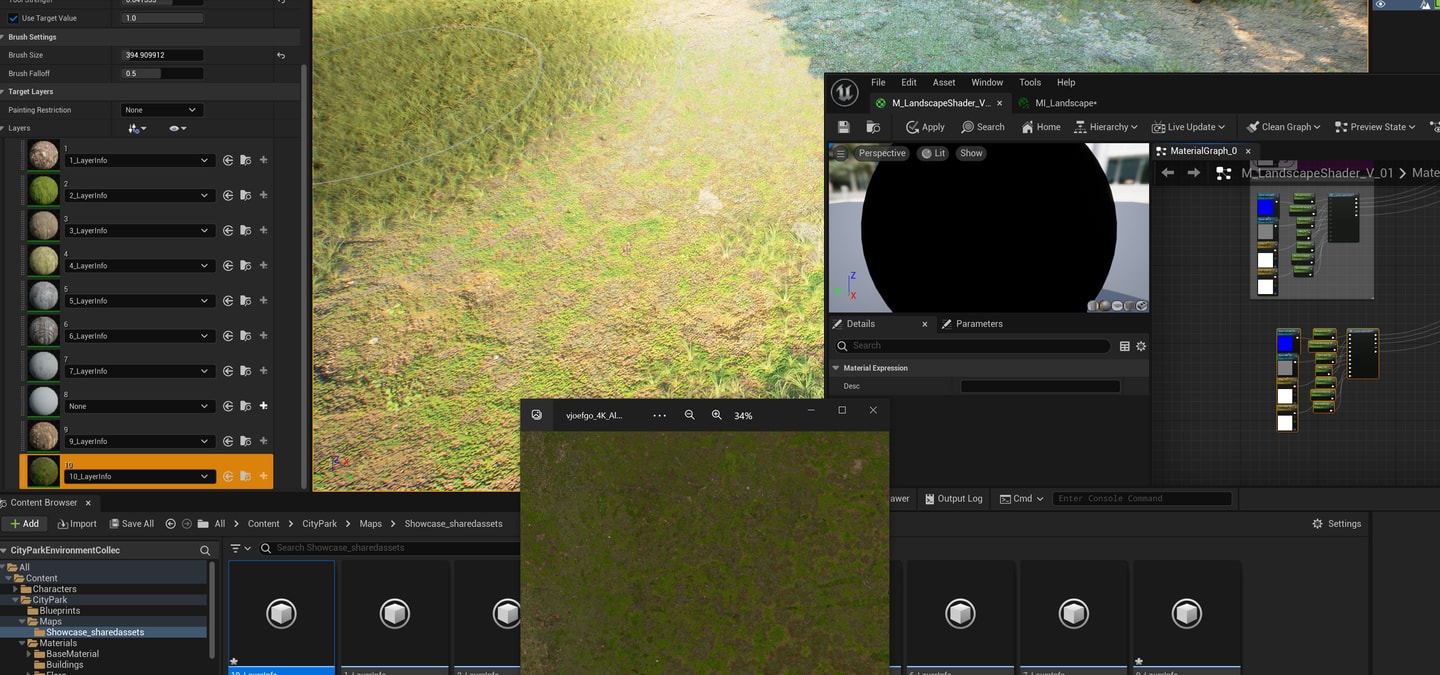 Use Target Value
1.0
Brush Settings
Brush Size
394.909912
Brush Falloff
0.5
Target Layers
Painting Restriction
None
Layers
1
1_LayerInfo
2
2_LayerInfo
3
3_LayerInfo
4
4_LayerInfo
5
5_LayerInfo
6
6_LayerInfo
7
7_LayerInfo
8
None
9
9_LayerInfo
10
10_LayerInfo
Z
X
File Edit Asset Window Tools Help
M_LandscapeShader_V...
MI_Landscape*
Apply
Search
Home
Hierarchy
Live Update
Clean Graph
Preview State
Perspective
Lit
Show
Z
X
MaterialGraph_0
M_LandscapeShader_V_01 > Mate
Details
Parameters
Search
Material Expression
Desc
vjoefgo_4K_Al...
34%
Content Browser
awer
Output Log
Cmd
Enter Console Command
Add
Import
Save All
All > Content > CityPark > Maps > Showcase_sharedassets
Settings
CityParkEnvironmentCollec
Search Showcase_sharedassets
All
Content
Characters
CityPark
Blueprints
Maps
Showcase_sharedassets
Materials
BaseMaterial
Buildings